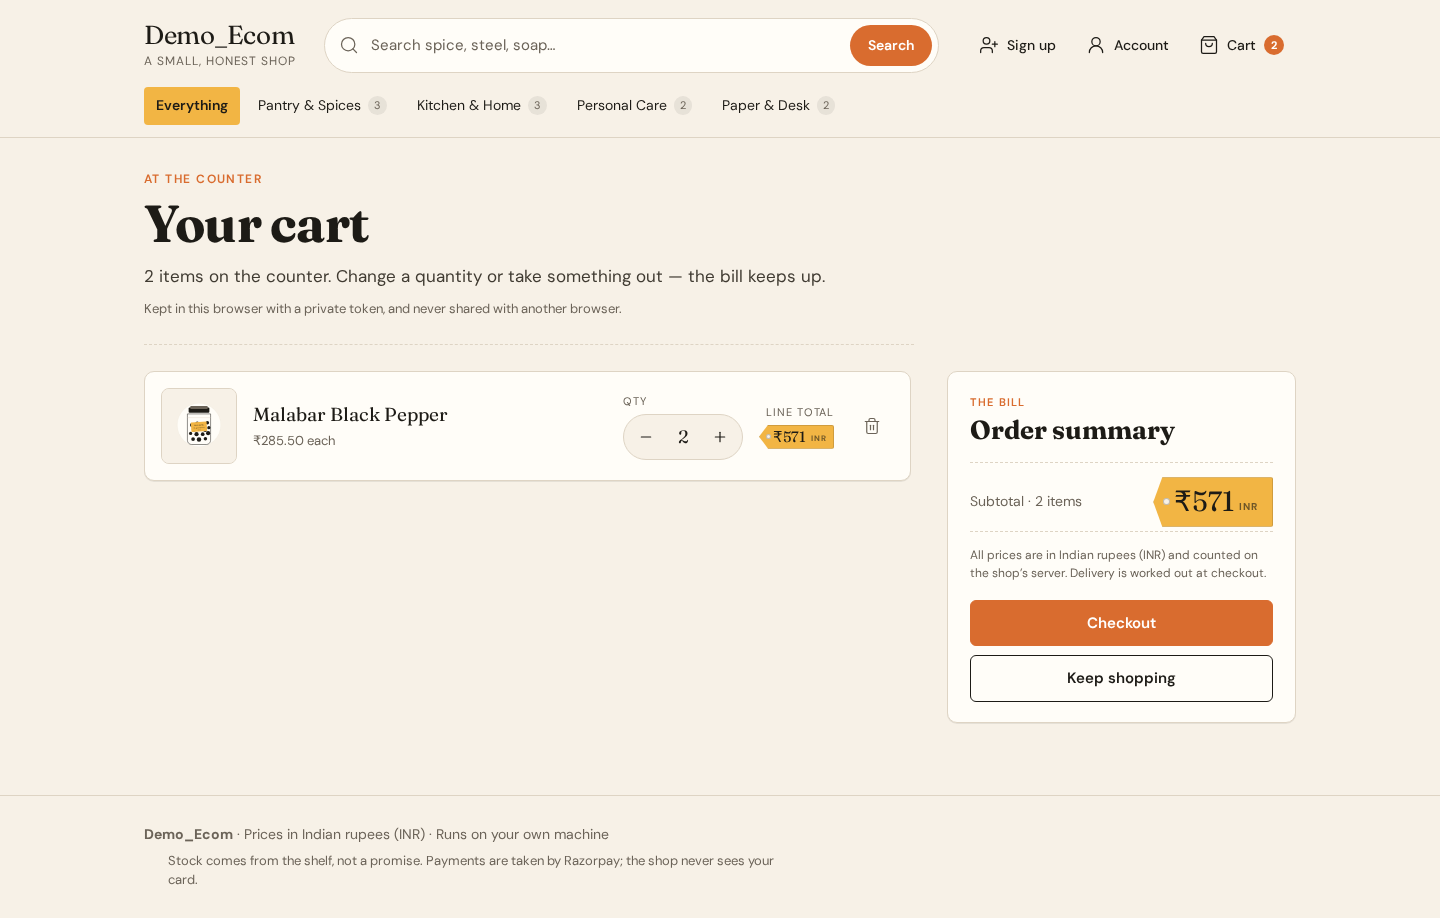 Demo_Ecom
A SMALL, HONEST SHOP
Search spice, steel, soap...
Search
Sign up
Account
Cart 2
Everything
Pantry & Spices 3
Kitchen & Home 3
Personal Care 2
Paper & Desk 2
AT THE COUNTER
Your cart
2 items on the counter. Change a quantity or take something out — the bill keeps up.
Kept in this browser with a private token, and never shared with another browser.
Malabar Black Pepper
₹285.50 each
QTY
− 2 +
LINE TOTAL
₹571 INR
THE BILL
Order summary
Subtotal · 2 items
₹571 INR
All prices are in Indian rupees (INR) and counted on
the shop’s server. Delivery is worked out at checkout.
Checkout
Keep shopping
Demo_Ecom · Prices in Indian rupees (INR) · Runs on your own machine
Stock comes from the shelf, not a promise. Payments are taken by Razorpay; the shop never sees your
card.